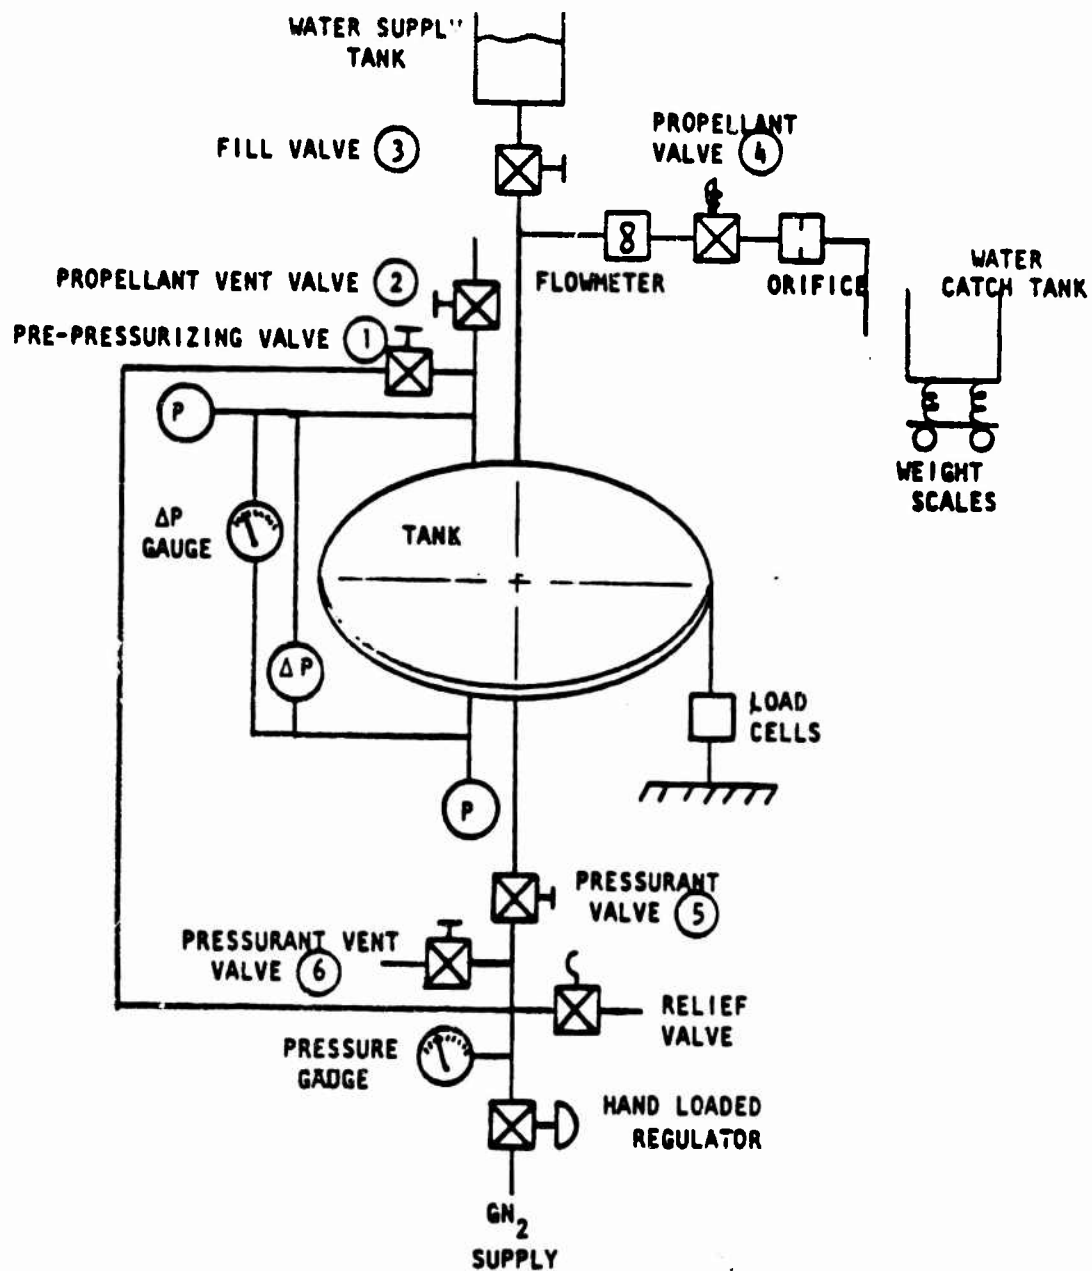 WATER SUPPLY
TANK
FILL VALVE 3
PROPELLANT
VALVE 4
PROPELLANT VENT VALVE 2
FLOWMETER
ORIFICE
WATER
CATCH TANK
PRE-PRESSURIZING VALVE 1
P
WEIGHT
SCALES
ΔP
GAUGE
TANK
ΔP
LOAD
CELLS
P
PRESSURANT
VALVE 5
PRESSURANT VENT
VALVE 6
RELIEF
VALVE
PRESSURE
GAUGE
HAND LOADED
REGULATOR
GN2
SUPPLY